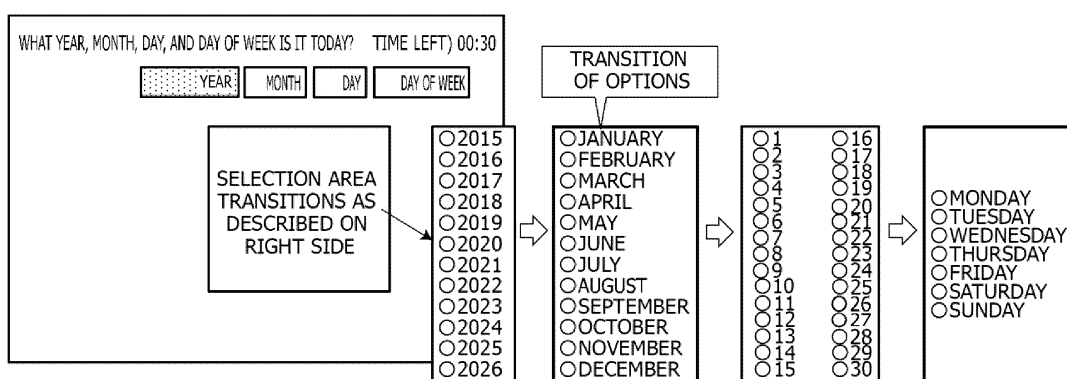 WHAT YEAR, MONTH, DAY, AND DAY OF WEEK IS IT TODAY? TIME LEFT) 00:30
YEAR
MONTH
DAY
DAY OF WEEK
TRANSITION
OF OPTIONS
SELECTION AREA
TRANSITIONS AS
DESCRIBED ON
RIGHT SIDE
○2015
○2016
○2017
○2018
○2019
○2020
○2021
○2022
○2023
○2024
○2025
○2026
○JANUARY
○FEBRUARY
○MARCH
○APRIL
○MAY
○JUNE
○JULY
○AUGUST
○SEPTEMBER
○OCTOBER
○NOVEMBER
○DECEMBER
○1
○2
○3
○4
○5
○6
○7
○8
○9
○10
○11
○12
○13
○14
○15
○16
○17
○18
○19
○20
○21
○22
○23
○24
○25
○26
○27
○28
○29
○30
○MONDAY
○TUESDAY
○WEDNESDAY
○THURSDAY
○FRIDAY
○SATURDAY
○SUNDAY